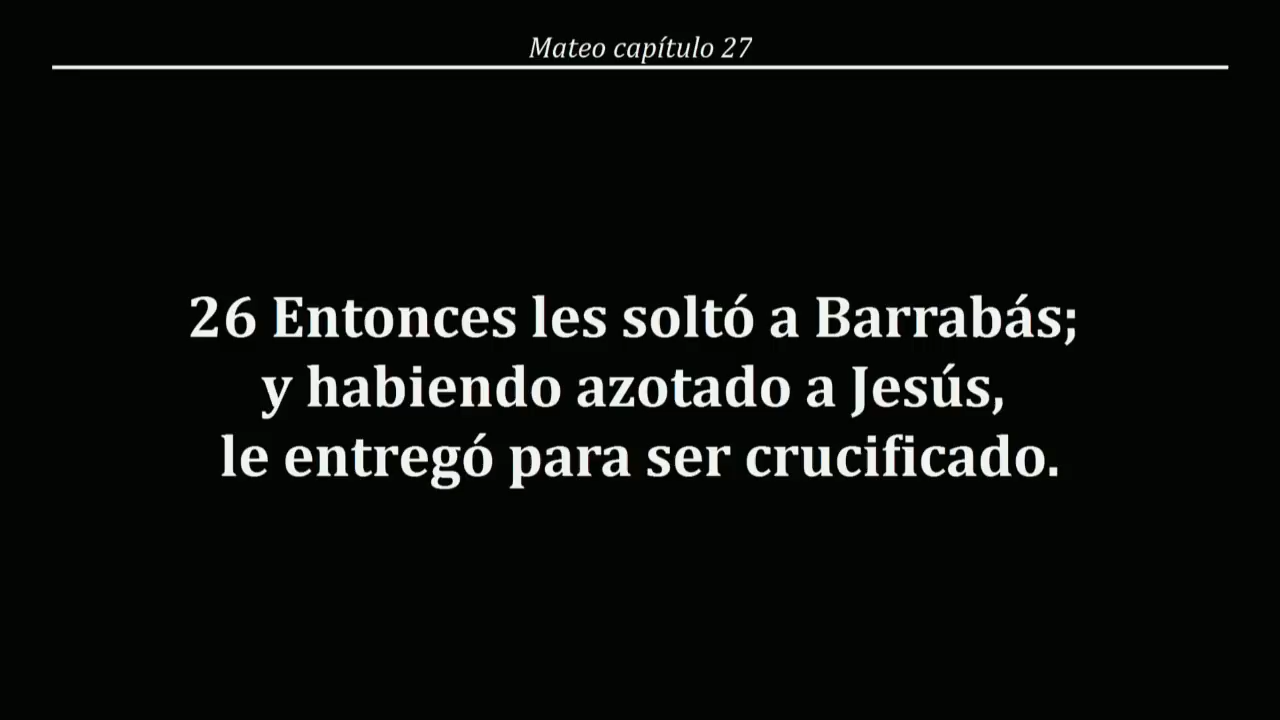 Mateo capítulo 27
26 Entonces les soltó a Barrabás;
y habiendo azotado a Jesús,
le entregó para ser crucificado.